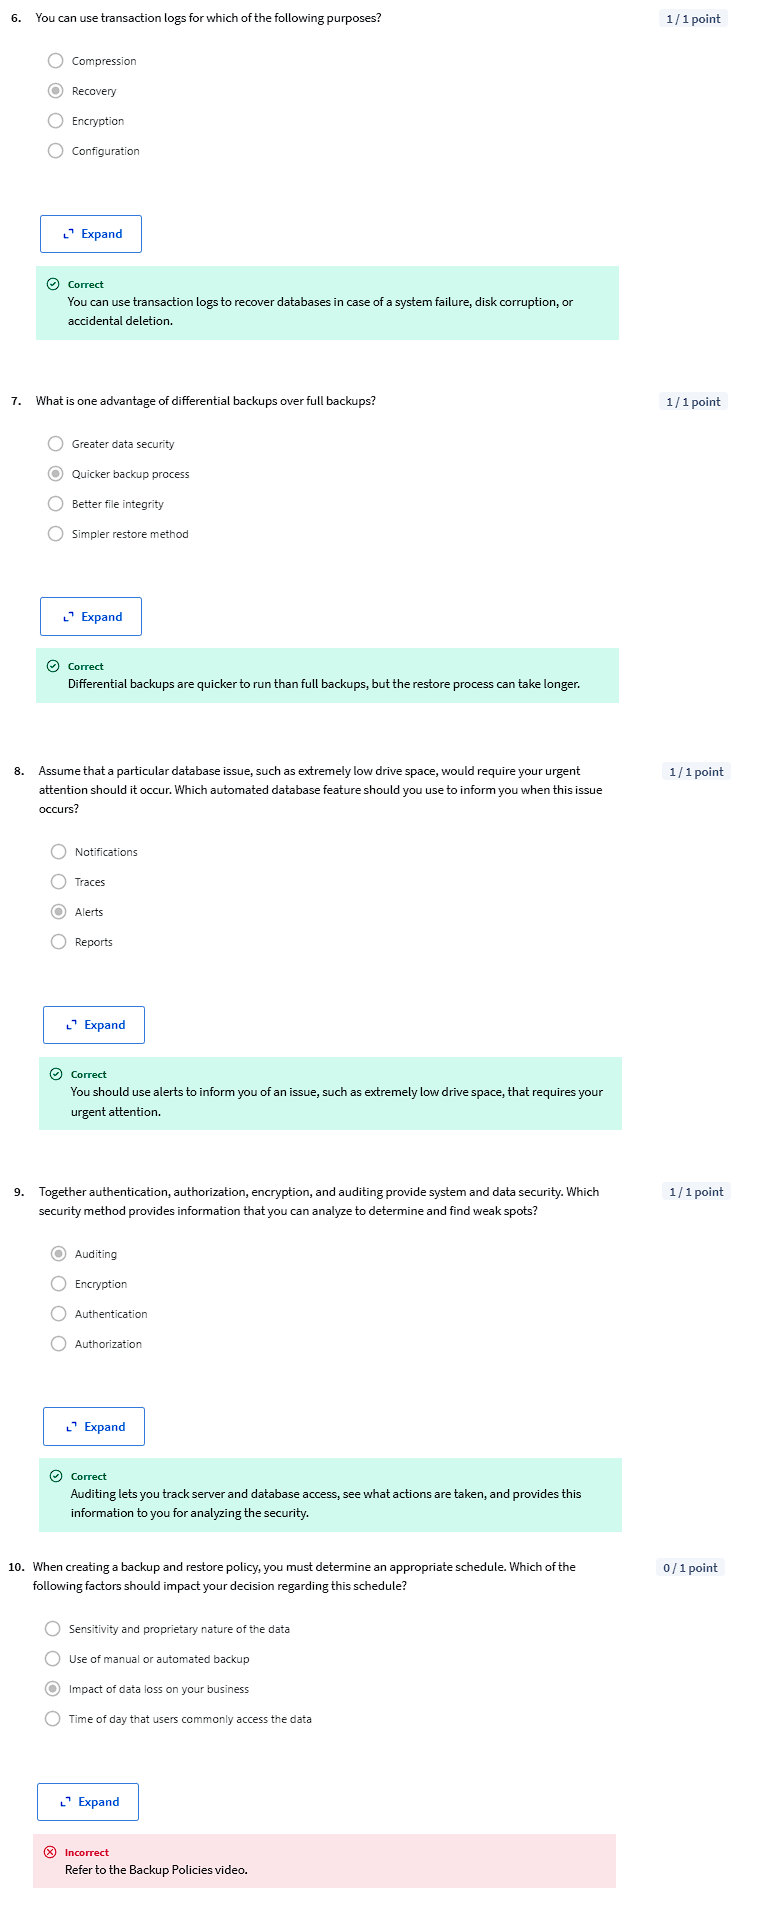 6. You can use transaction logs for which of the following purposes?
1 / 1 point
Compression
Recovery
Encryption
Configuration
Expand
Correct
You can use transaction logs to recover databases in case of a system failure, disk corruption, or
accidental deletion.
7. What is one advantage of differential backups over full backups?
1 / 1 point
Greater data security
Quicker backup process
Better file integrity
Simpler restore method
Expand
Correct
Differential backups are quicker to run than full backups, but the restore process can take longer.
8. Assume that a particular database issue, such as extremely low drive space, would require your urgent
1 / 1 point
attention should it occur. Which automated database feature should you use to inform you when this issue
occurs?
Notifications
Traces
Alerts
Reports
Expand
Correct
You should use alerts to inform you of an issue, such as extremely low drive space, that requires your
urgent attention.
9. Together authentication, authorization, encryption, and auditing provide system and data security. Which
1 / 1 point
security method provides information that you can analyze to determine and find weak spots?
Auditing
Encryption
Authentication
Authorization
Expand
Correct
Auditing lets you track server and database access, see what actions are taken, and provides this
information to you for analyzing the security.
10. When creating a backup and restore policy, you must determine an appropriate schedule. Which of the
0 / 1 point
following factors should impact your decision regarding this schedule?
Sensitivity and proprietary nature of the data
Use of manual or automated backup
Impact of data loss on your business
Time of day that users commonly access the data
Expand
Incorrect
Refer to the Backup Policies video.